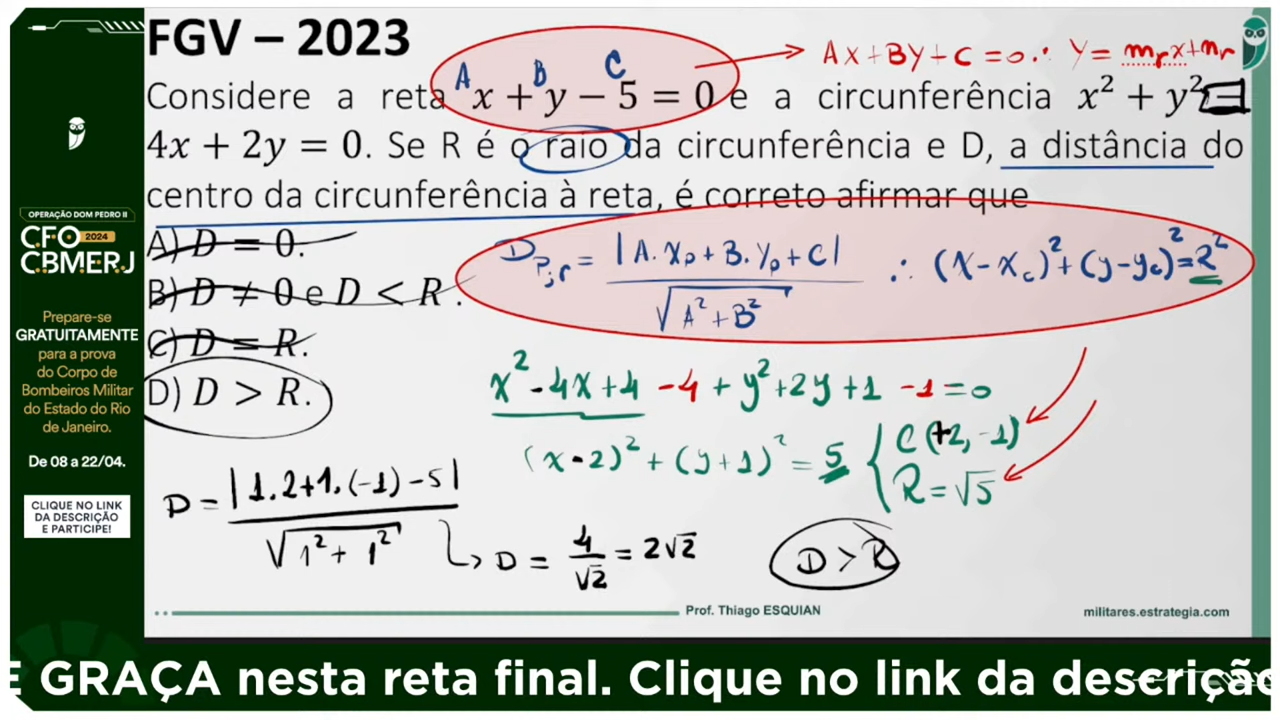 FGV – 2023
A B C
AX+BY+C=0 ∴ Y= mᵣx+nᵣ
Considere a reta x + y − 5 = 0 e a circunferência x² + y² −
4x + 2y = 0. Se R é o raio da circunferência e D, a distância do
centro da circunferência à reta, é correto afirmar que
A) D = 0.
B) D ≠ 0 e D < R .
C) D = R.
D) D > R.
D_{P,r} = |A.x_p + B.y_p + C| / √(A² + B²) ∴ (x−x_c)² + (y−y_c)² = R²
x² -4x+4 -4 + y² +2y +1 -1 = 0
(x-2)² + (y+1)² = 5 { C(+2, -1)
R = √5
D = |1.2+1.(-1)-5| / √(1² + 1²)
D = 4/√2 = 2√2
D > R
OPERAÇÃO DOM PEDRO II
CFO 2024
CBMERJ
Prepare-se
GRATUITAMENTE
para a prova
do Corpo de
Bombeiros Militar
do Estado do Rio
de Janeiro.
De 08 a 22/04.
CLIQUE NO LINK
DA DESCRIÇÃO
E PARTICIPE!
Prof. Thiago ESQUIAN
militares.estrategia.com
E GRAÇA nesta reta final. Clique no link da descrição